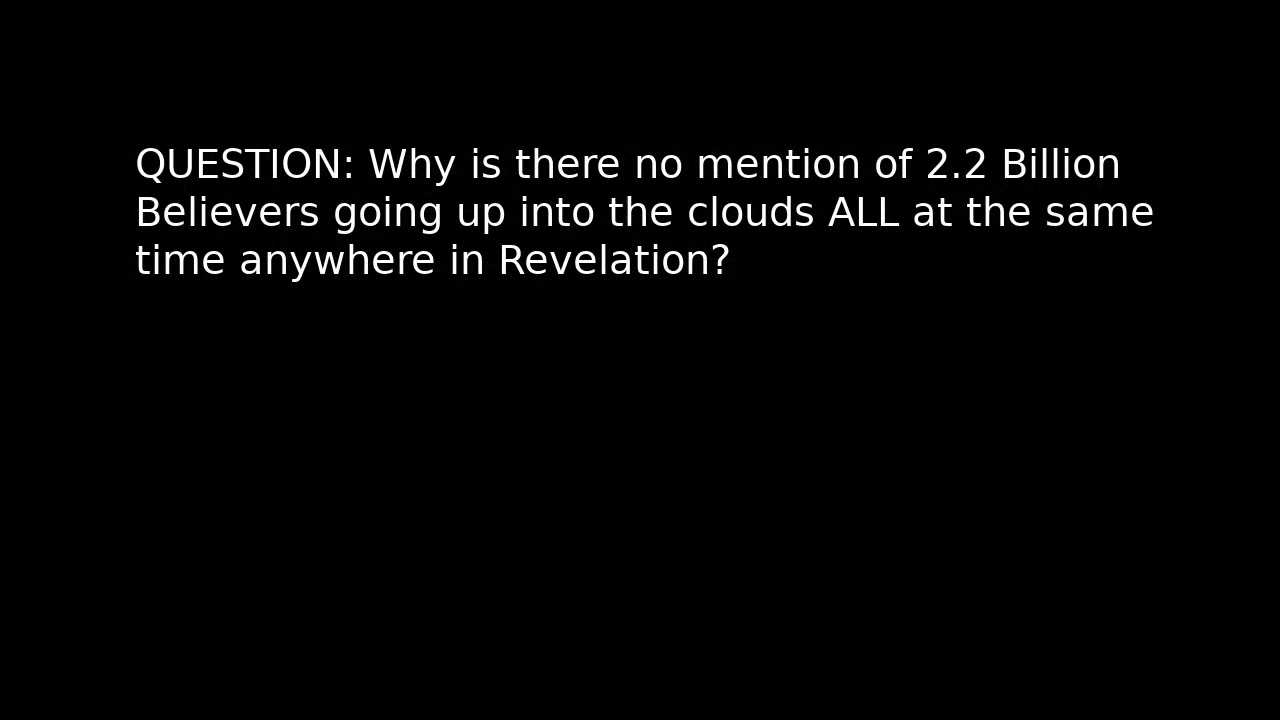 QUESTION: Why is there no mention of 2.2 Billion
Believers going up into the clouds ALL at the same
time anywhere in Revelation?